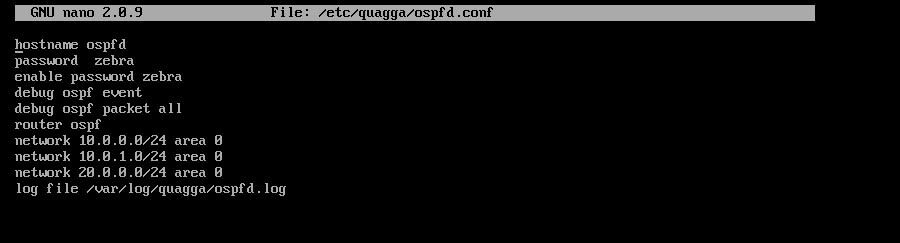 GNU nano 2.0.9 File: /etc/quagga/ospfd.conf
hostname ospfd
password  zebra
enable password zebra
debug ospf event
debug ospf packet all
router ospf
network 10.0.0.0/24 area 0
network 10.0.1.0/24 area 0
network 20.0.0.0/24 area 0
log file /var/log/quagga/ospfd.log